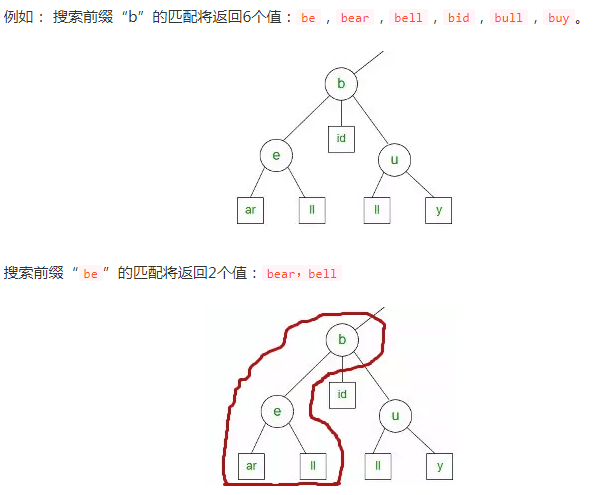 例如： 搜索前缀“b”的匹配将返回6个值：be ，bear ，bell ，bid ，bull ，buy 。
b
id
e
u
ar
ll
ll
y
搜索前缀“be”的匹配将返回2个值：bear，bell
b
id
e
u
ar
ll
ll
y